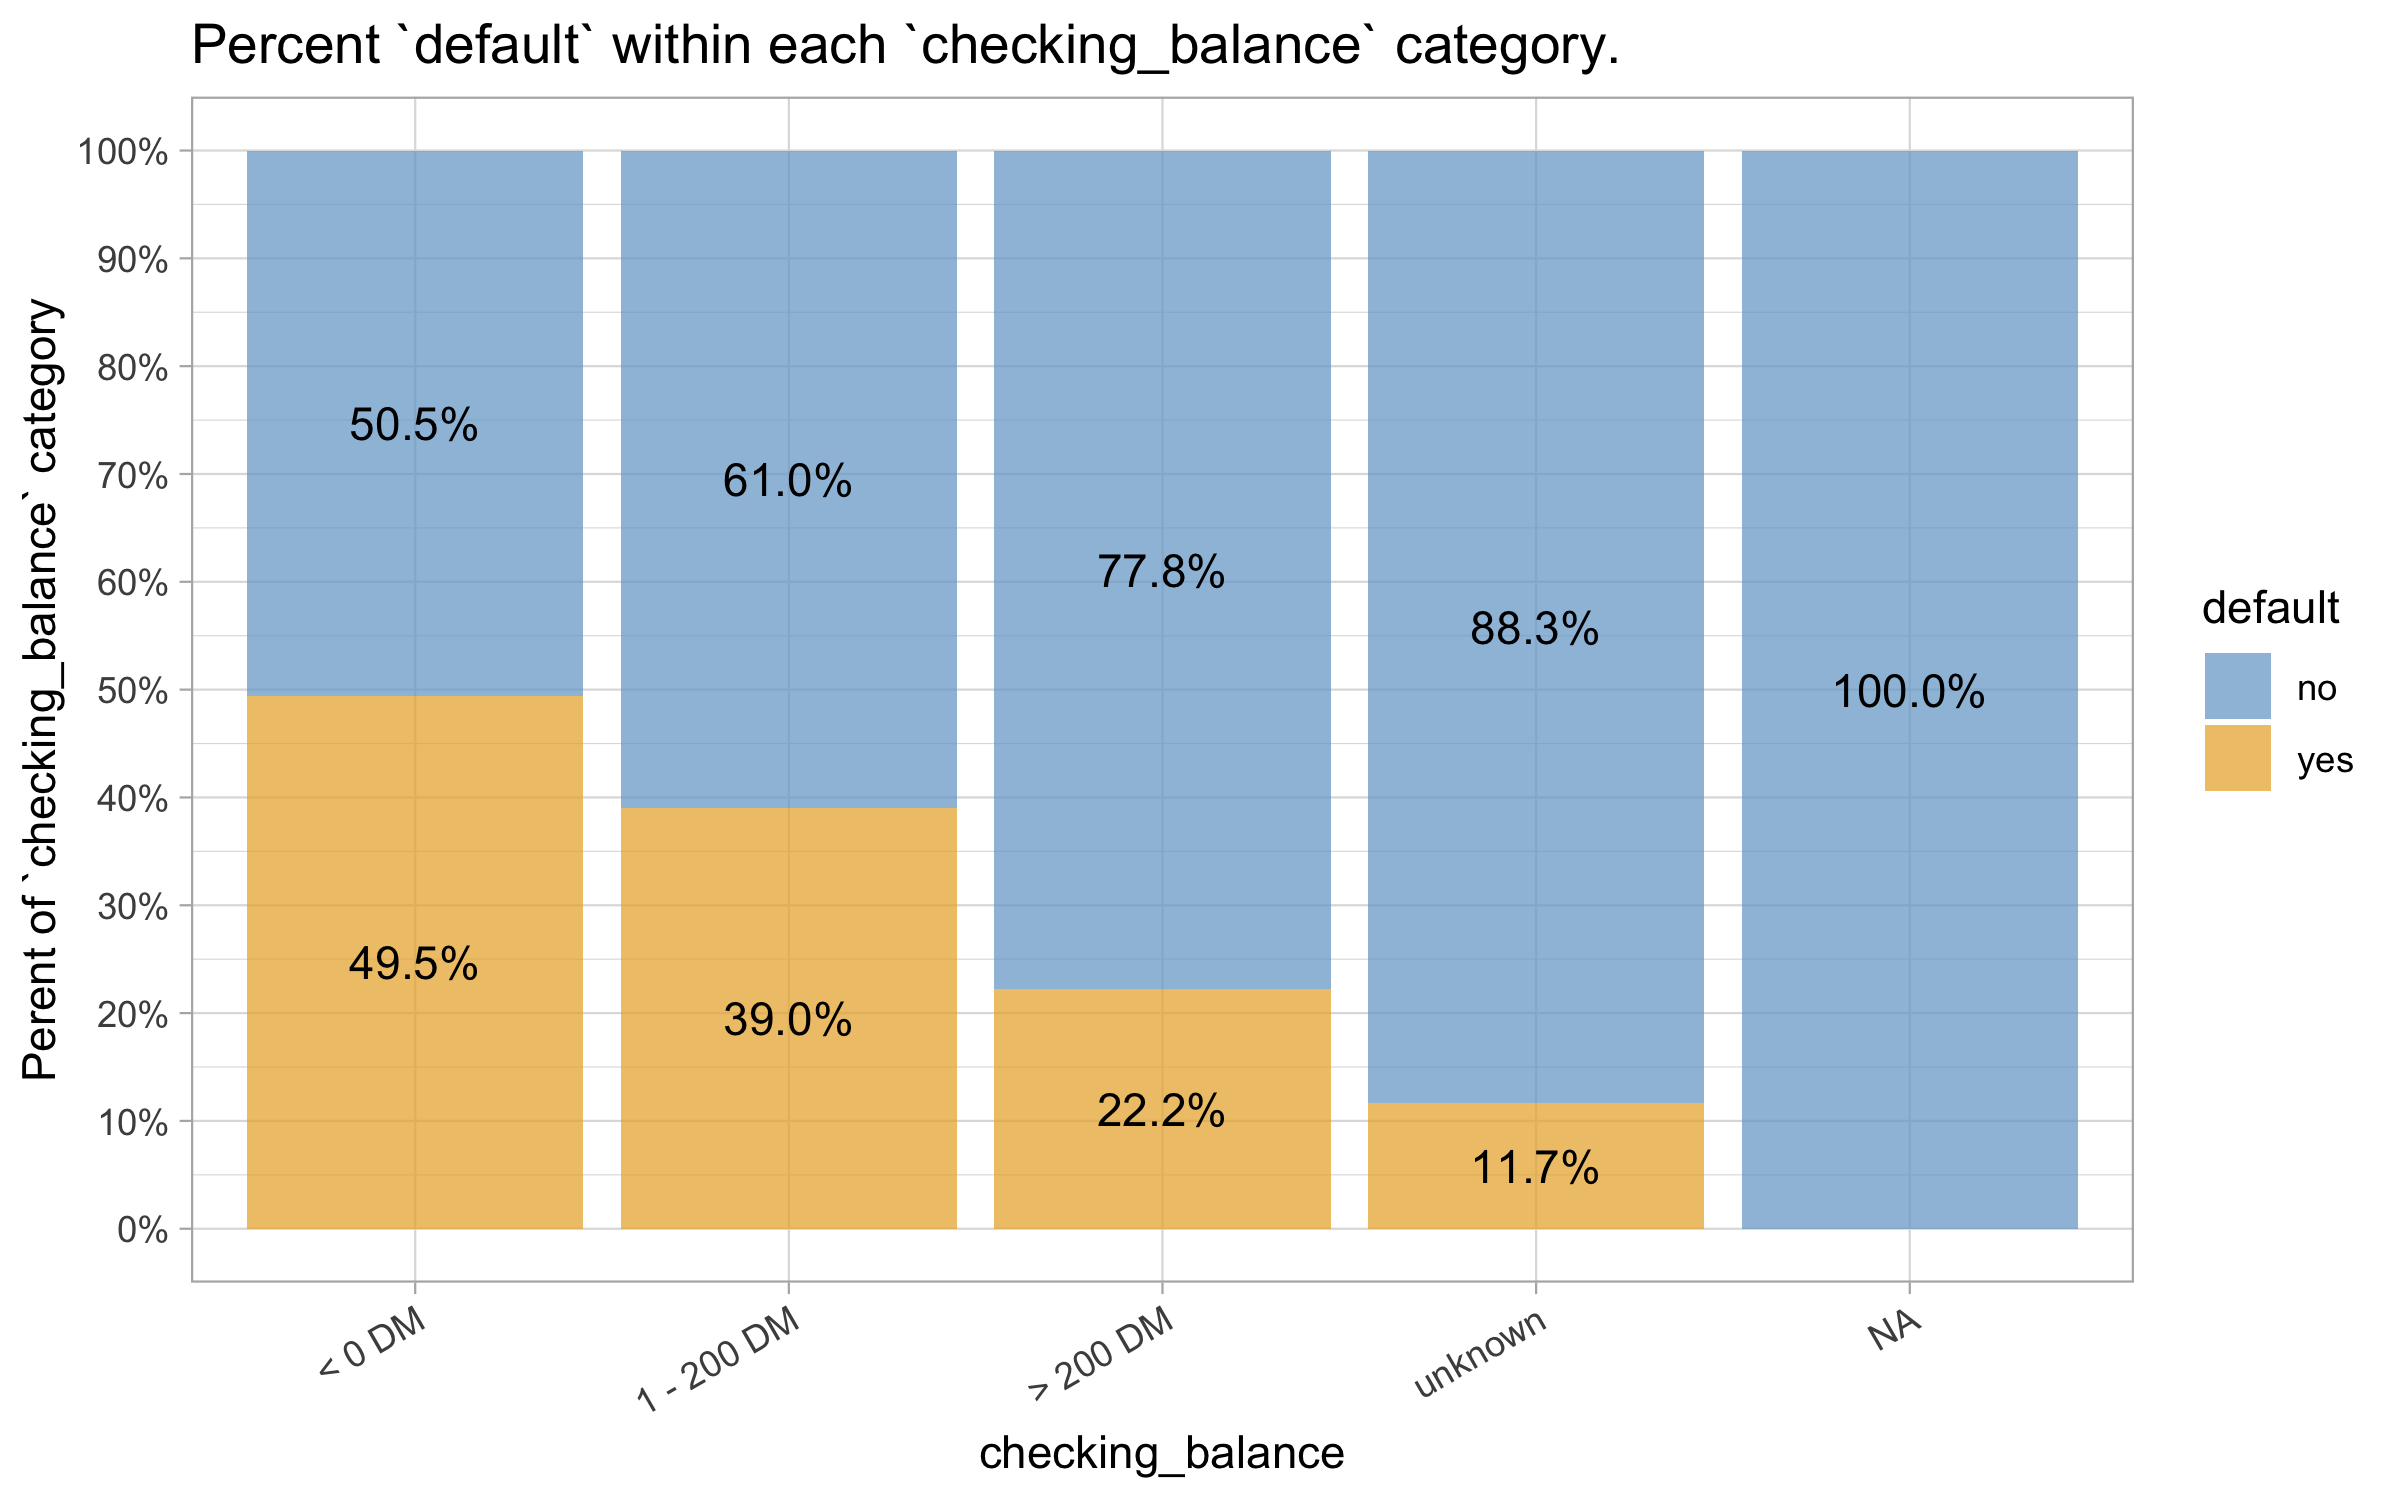 Percent `default` within each `checking_balance` category.
Perent of `checking_balance` category
100%
90%
80%
70%
60%
50%
40%
30%
20%
10%
0%
50.5%
49.5%
61.0%
39.0%
77.8%
22.2%
88.3%
11.7%
100.0%
< 0 DM
1 - 200 DM
> 200 DM
unknown
NA
checking_balance
default
no
yes